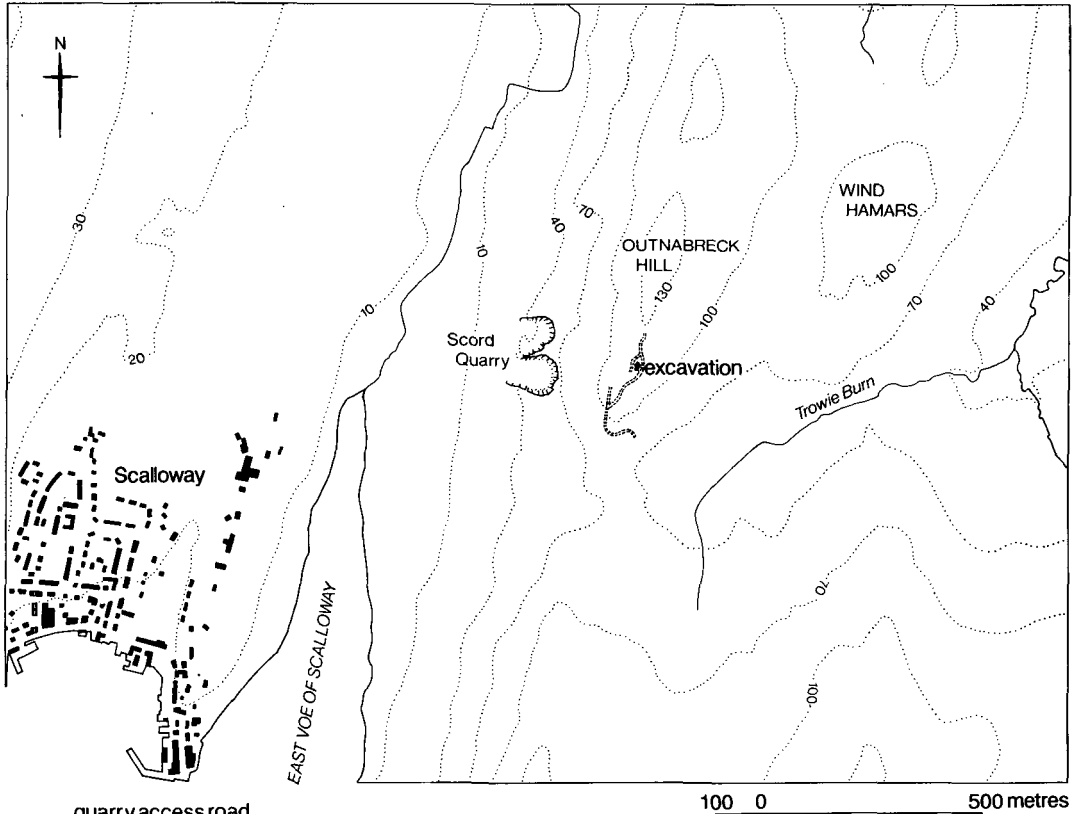 N
30
20
10
10
40
70
OUTNABRECK
HILL
130
100
WIND
HAMARS
100
70
40
Scord
Quarry
excavation
Trowie Burn
Scalloway
EAST VOE OF SCALLOWAY
70
100
quarry access road
100 0 500 metres